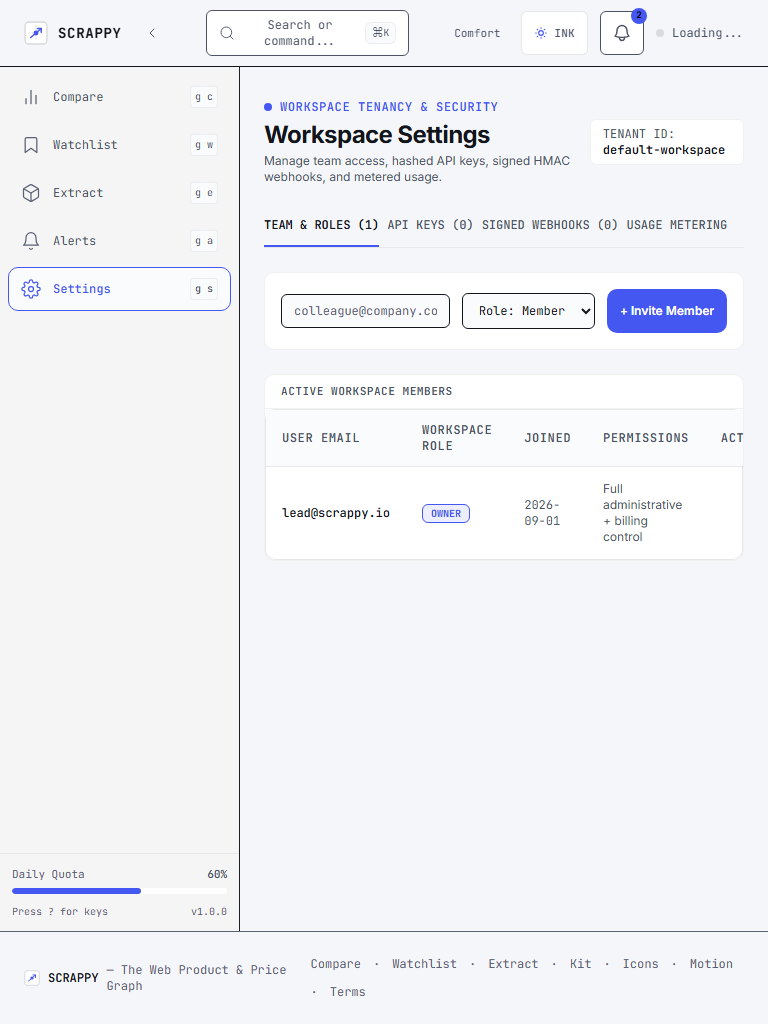 SCRAPPY
Search or
command...
⌘K
Comfort
INK
2
Loading...
Compare
g c
Watchlist
g w
Extract
g e
Alerts
g a
Settings
g s
WORKSPACE TENANCY & SECURITY
Workspace Settings
Manage team access, hashed API keys, signed HMAC
webhooks, and metered usage.
TENANT ID:
default-workspace
TEAM & ROLES (1) API KEYS (0) SIGNED WEBHOOKS (0) USAGE METERING
colleague@company.co
Role: Member
+ Invite Member
ACTIVE WORKSPACE MEMBERS
USER EMAIL
WORKSPACE
ROLE
JOINED
PERMISSIONS
ACT
lead@scrappy.io
OWNER
2026-
09-01
Full
administrative
+ billing
control
Daily Quota
60%
Press ? for keys
v1.0.0
SCRAPPY
— The Web Product & Price
Graph
Compare · Watchlist · Extract · Kit · Icons · Motion
· Terms